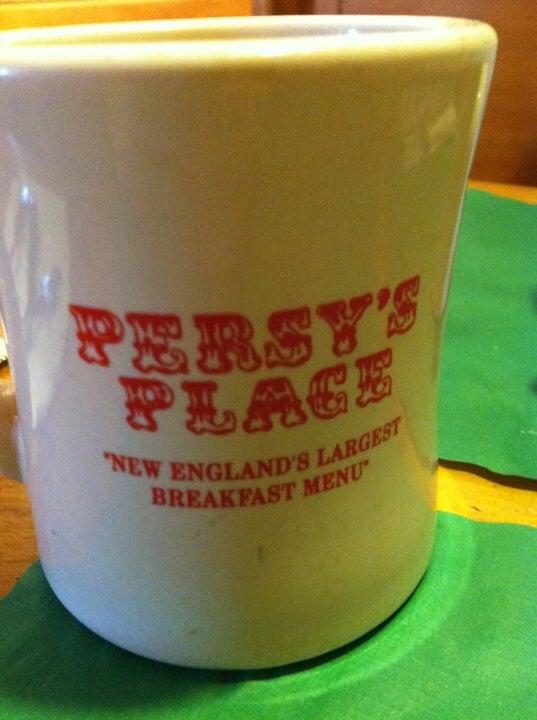 PERSY'S
PLACE
"NEW ENGLAND'S LARGEST
BREAKFAST MENU"